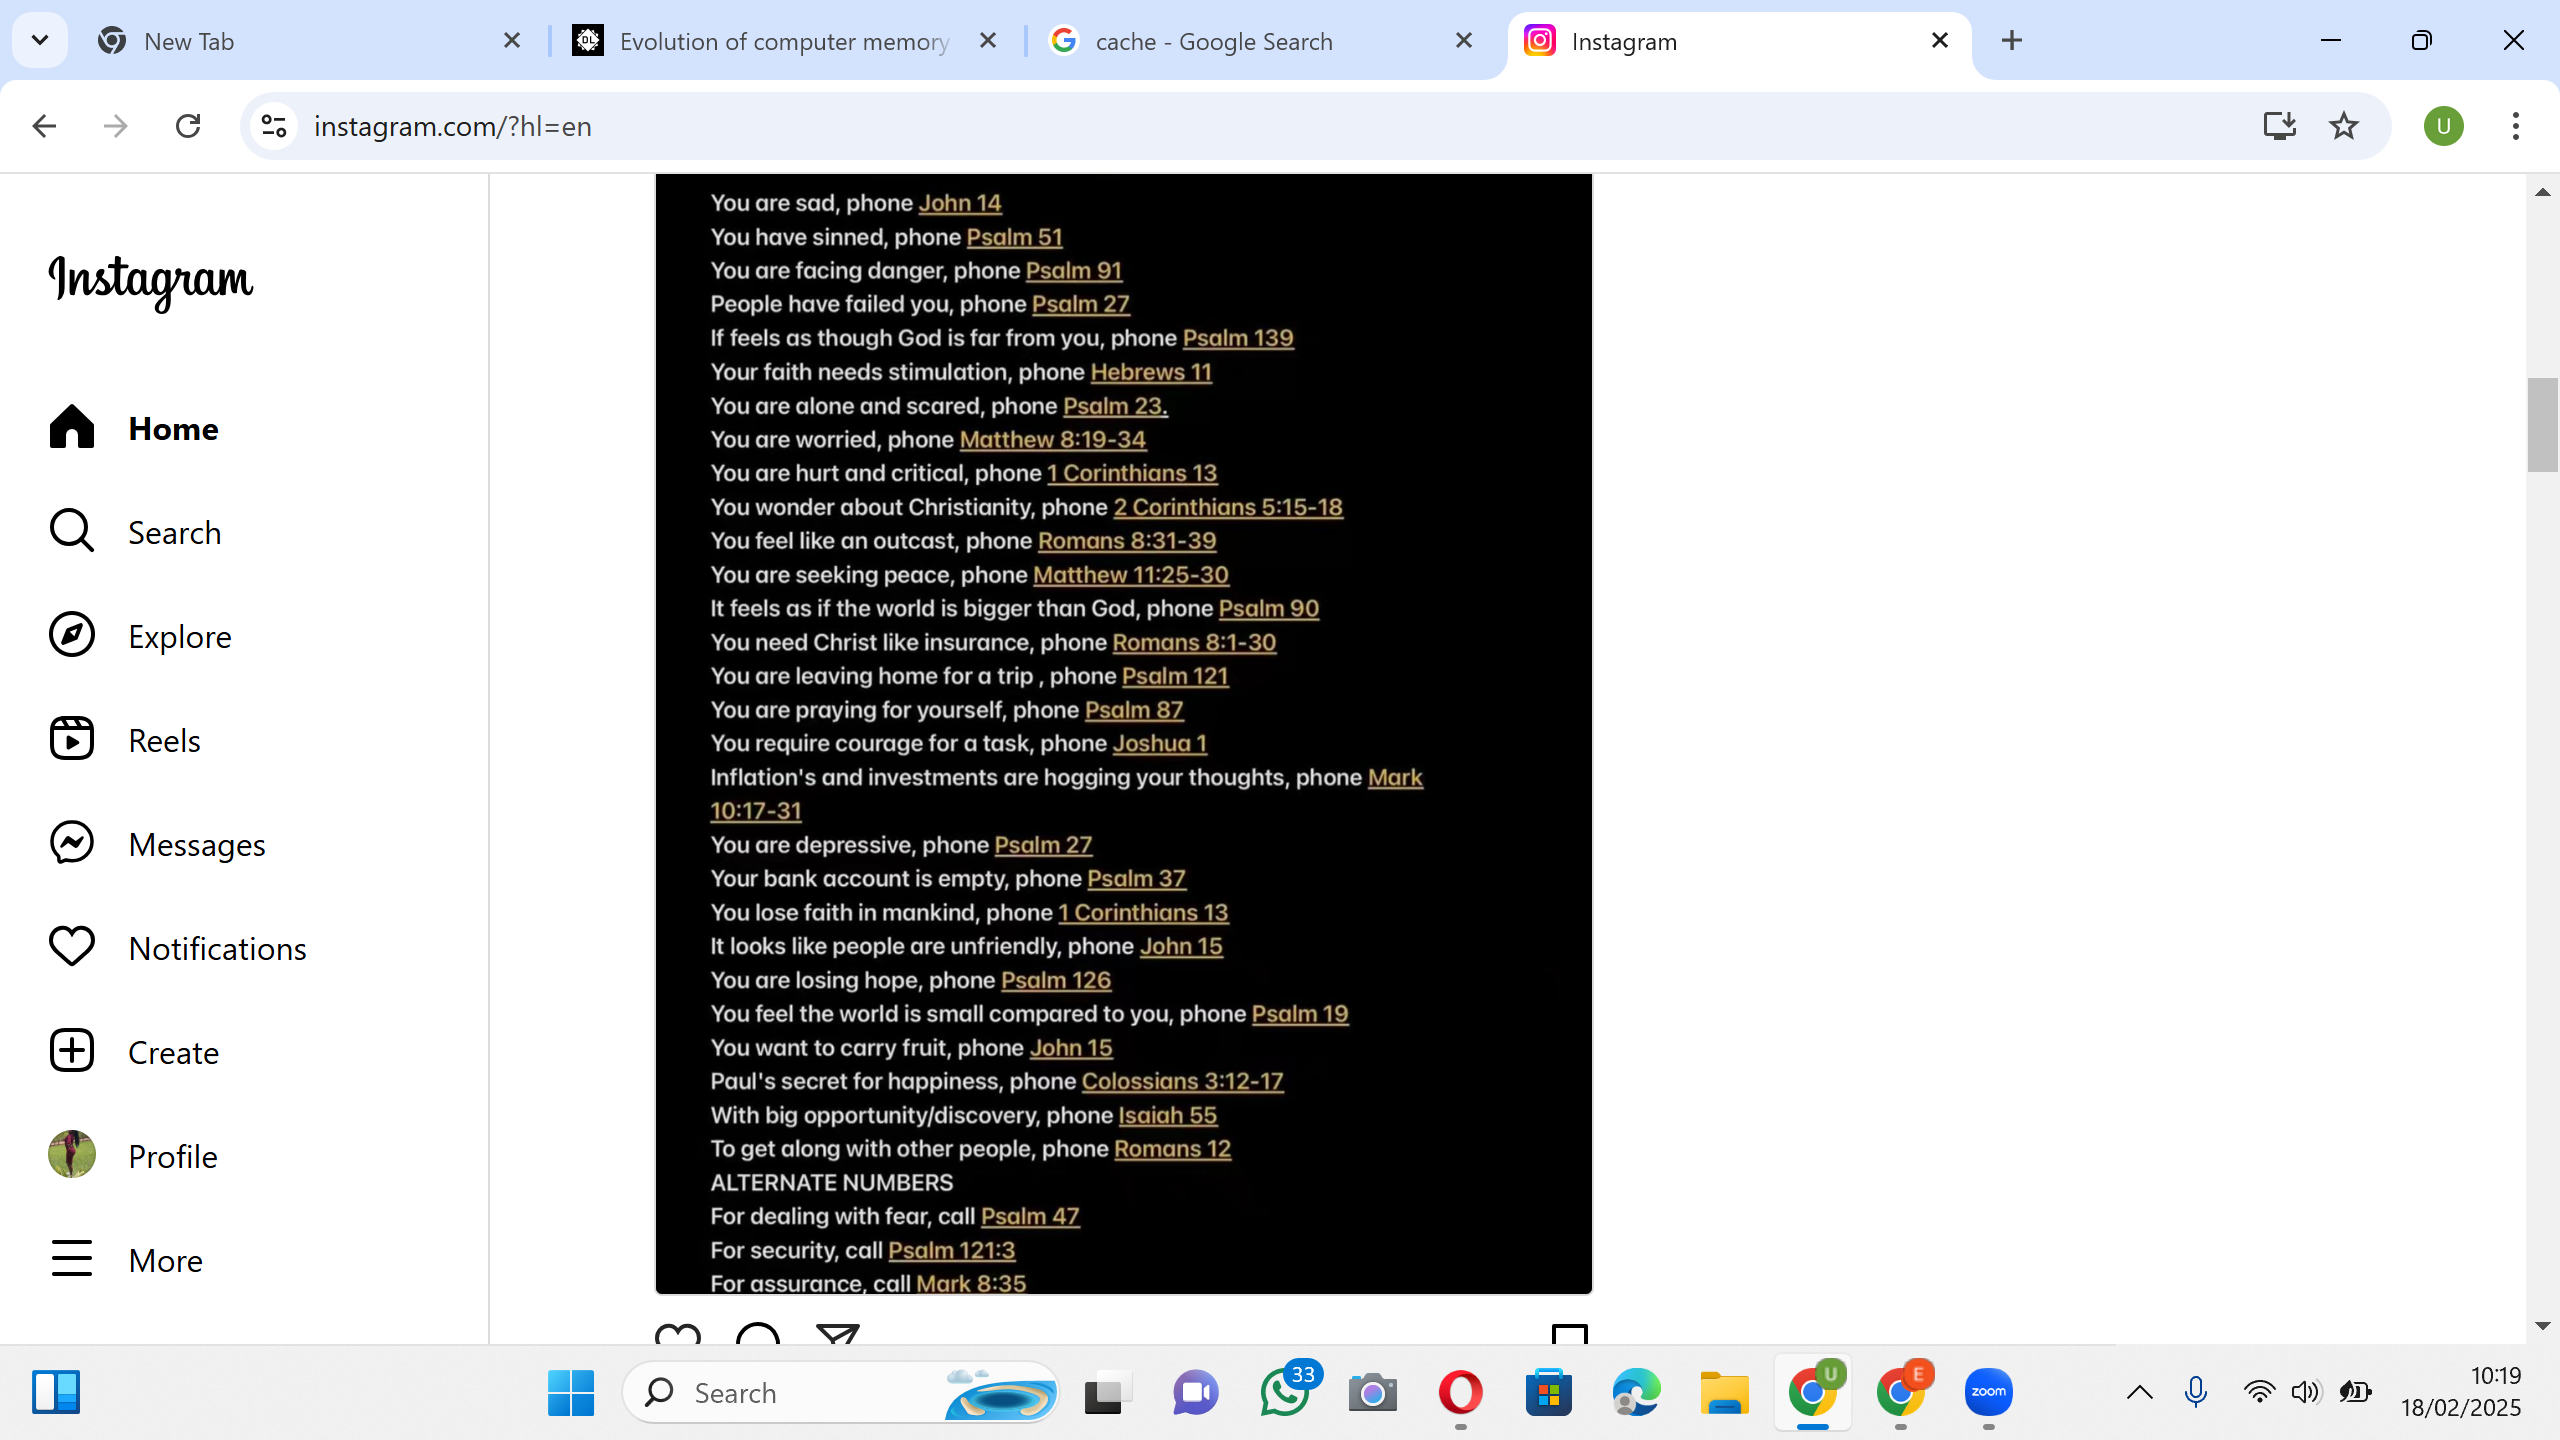 New Tab
Evolution of computer memory
cache - Google Search
Instagram
instagram.com/?hl=en
U
Instagram
Home
Search
Explore
Reels
Messages
Notifications
Create
Profile
More
You are sad, phone John 14
You have sinned, phone Psalm 51
You are facing danger, phone Psalm 91
People have failed you, phone Psalm 27
If feels as though God is far from you, phone Psalm 139
Your faith needs stimulation, phone Hebrews 11
You are alone and scared, phone Psalm 23.
You are worried, phone Matthew 8:19-34
You are hurt and critical, phone 1 Corinthians 13
You wonder about Christianity, phone 2 Corinthians 5:15-18
You feel like an outcast, phone Romans 8:31-39
You are seeking peace, phone Matthew 11:25-30
It feels as if the world is bigger than God, phone Psalm 90
You need Christ like insurance, phone Romans 8:1-30
You are leaving home for a trip , phone Psalm 121
You are praying for yourself, phone Psalm 87
You require courage for a task, phone Joshua 1
Inflation's and investments are hogging your thoughts, phone Mark
10:17-31
You are depressive, phone Psalm 27
Your bank account is empty, phone Psalm 37
You lose faith in mankind, phone 1 Corinthians 13
It looks like people are unfriendly, phone John 15
You are losing hope, phone Psalm 126
You feel the world is small compared to you, phone Psalm 19
You want to carry fruit, phone John 15
Paul's secret for happiness, phone Colossians 3:12-17
With big opportunity/discovery, phone Isaiah 55
To get along with other people, phone Romans 12
ALTERNATE NUMBERS
For dealing with fear, call Psalm 47
For security, call Psalm 121:3
For assurance, call Mark 8:35
Search
33
U
E
zoom
10:19
18/02/2025